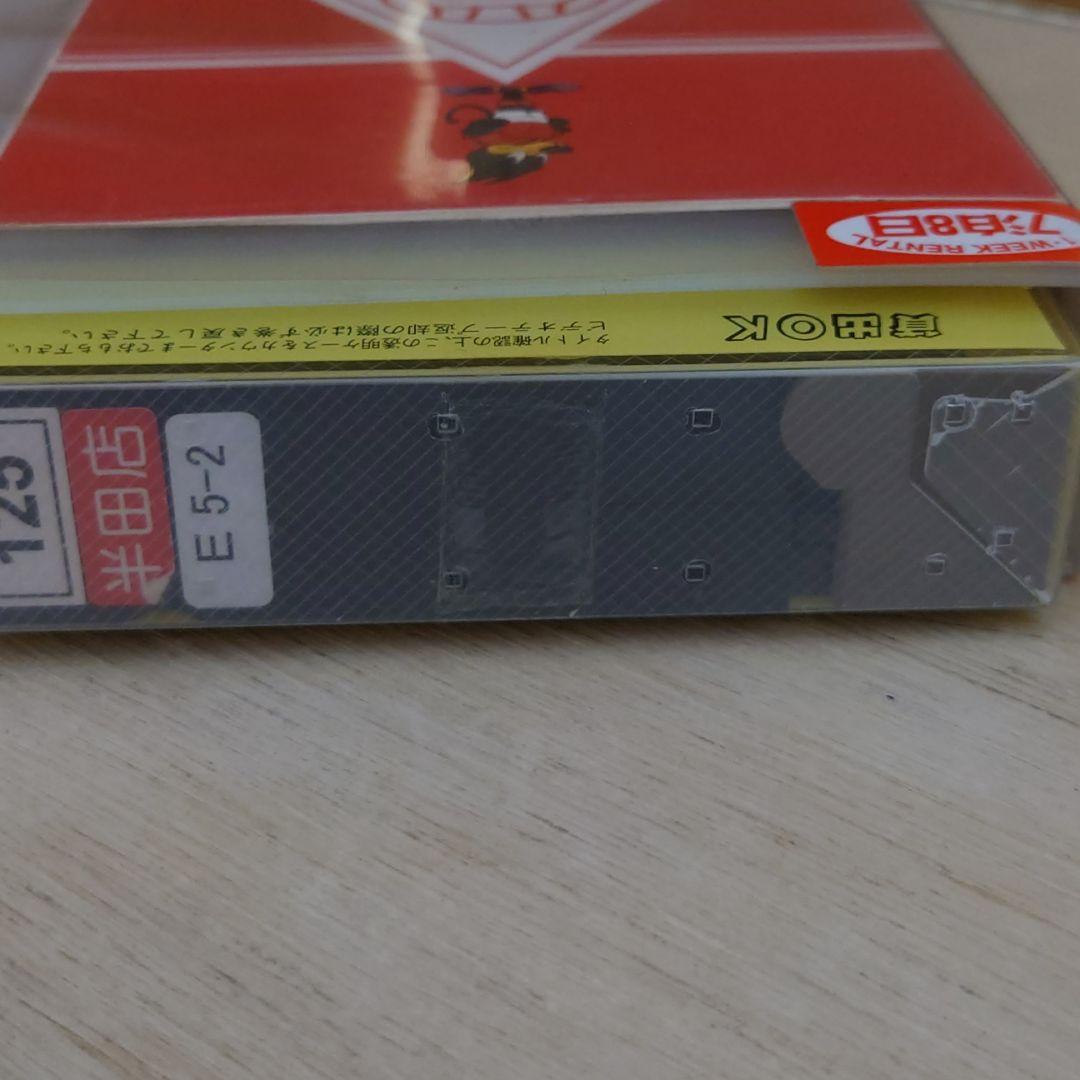 7泊8日
1-WEEK RENTAL
貸出OK
タイトル確認の上、この透明ケースをカウンターまでおもち下さい。
ビデオテープ返却の際は必ず巻き戻して下さい。
125
半田店
E 5-2